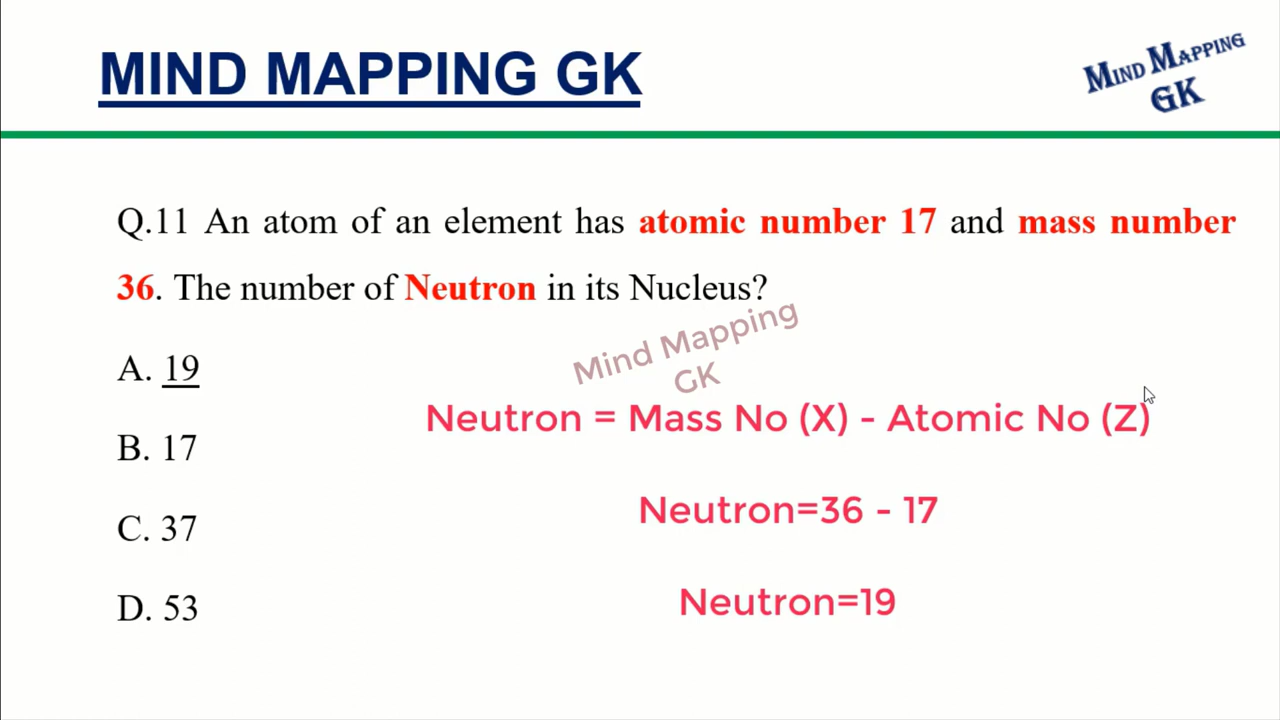 MIND MAPPING GK
MIND MAPPING
GK
Q.11 An atom of an element has atomic number 17 and mass number
36. The number of Neutron in its Nucleus?
Mind Mapping
GK
A. 19
Neutron = Mass No (X) - Atomic No (Z)
B. 17
Neutron=36 - 17
C. 37
Neutron=19
D. 53